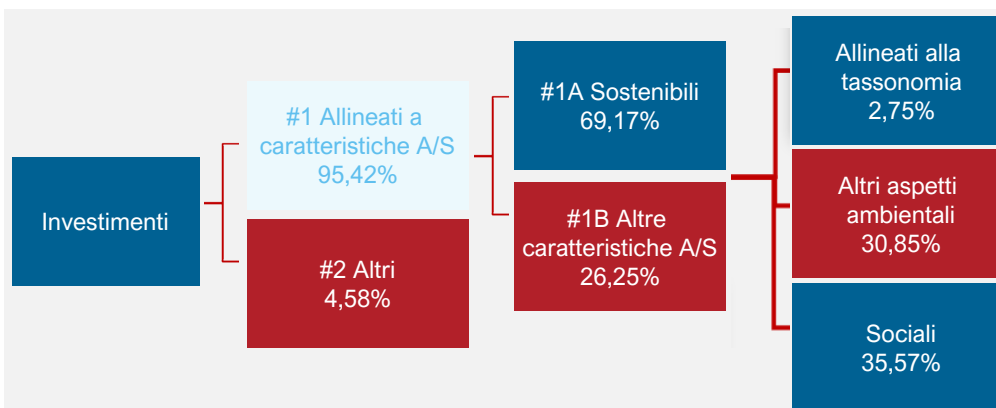 Investimenti
#1 Allineati a
caratteristiche A/S
95,42%
#2 Altri
4,58%
#1A Sostenibili
69,17%
#1B Altre
caratteristiche A/S
26,25%
Allineati alla
tassonomia
2,75%
Altri aspetti
ambientali
30,85%
Sociali
35,57%